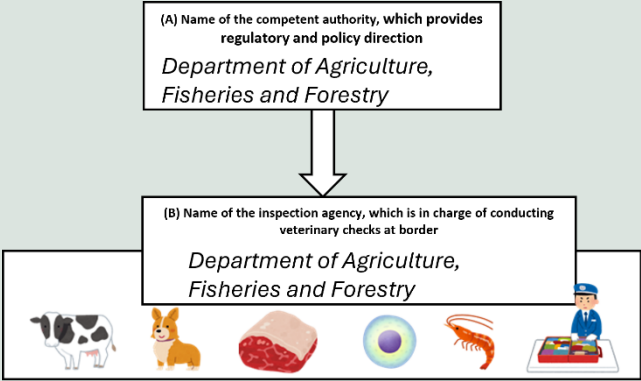 (A) Name of the competent authority, which provides
regulatory and policy direction
Department of Agriculture,
Fisheries and Forestry
(B) Name of the inspection agency, which is in charge of conducting
veterinary checks at border
Department of Agriculture,
Fisheries and Forestry